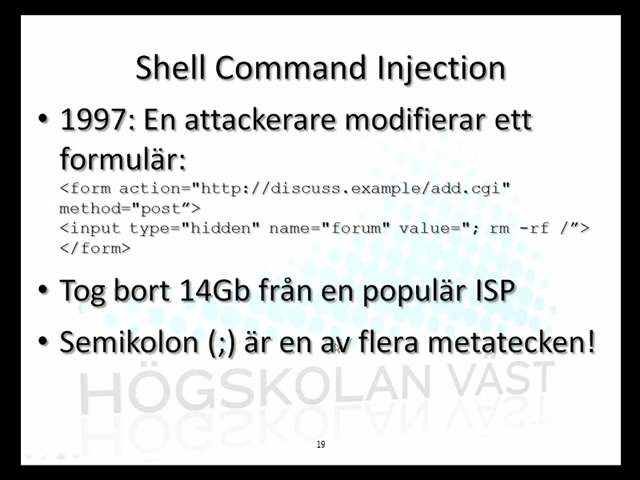 Shell Command Injection
• 1997: En attackerare modifierar ett
formulär:
<form action="http://discuss.example/add.cgi"
method="post”>
<input type="hidden" name="forum" value="; rm -rf /”>
</form>
• Tog bort 14Gb från en populär ISP
• Semikolon (;) är en av flera metatecken!
HÖGSKOLAN VÄST
19